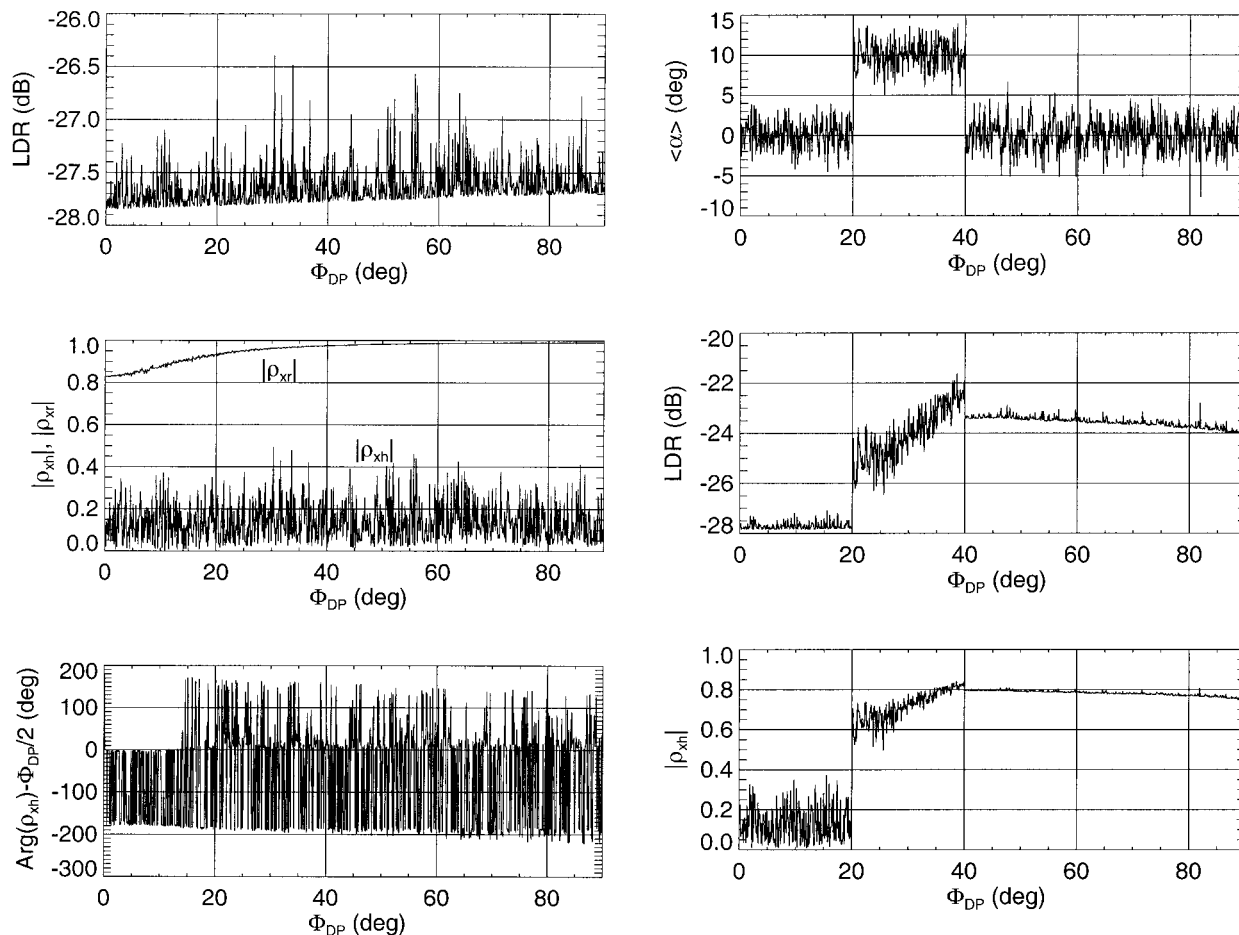 -26.0
-26.5
-27.0
-27.5
-28.0
LDR (dB)
0 20 40 60 80
Φ_DP (deg)
1.0
0.8
0.6
0.4
0.2
0.0
|ρ_xh|, |ρ_xr|
|ρ_xr|
|ρ_xh|
0 20 40 60 80
Φ_DP (deg)
200
100
0
-100
-200
-300
Arg(ρ_xh)-Φ_DP/2 (deg)
0 20 40 60 80
Φ_DP (deg)
15
10
5
0
-5
-10
<α> (deg)
0 20 40 60 80
Φ_DP (deg)
-20
-22
-24
-26
-28
LDR (dB)
0 20 40 60 80
Φ_DP (deg)
1.0
0.8
0.6
0.4
0.2
0.0
|ρ_xh|
0 20 40 60 80
Φ_DP (deg)